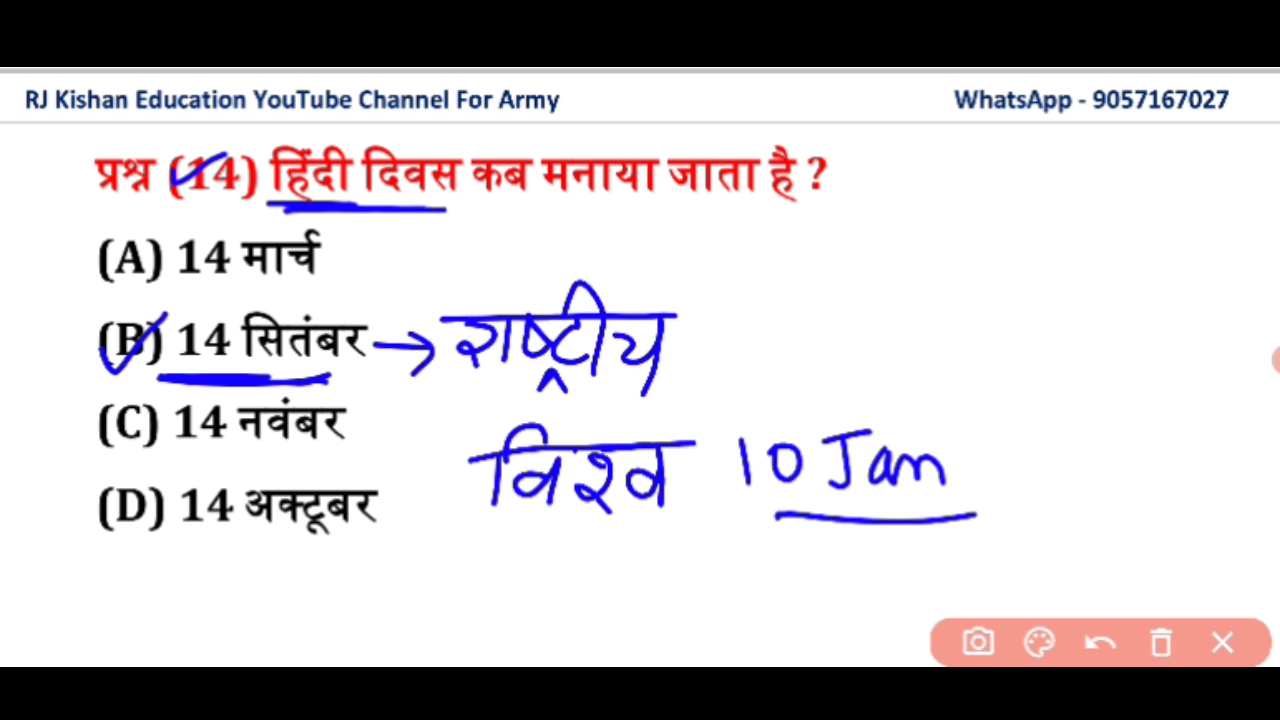 RJ Kishan Education YouTube Channel For Army WhatsApp - 9057167027
प्रश्न (14) हिंदी दिवस कब मनाया जाता है ?
(A) 14 मार्च
(B) 14 सितंबर → राष्ट्रीय
(C) 14 नवंबर
विश्व 10 Jan
(D) 14 अक्टूबर